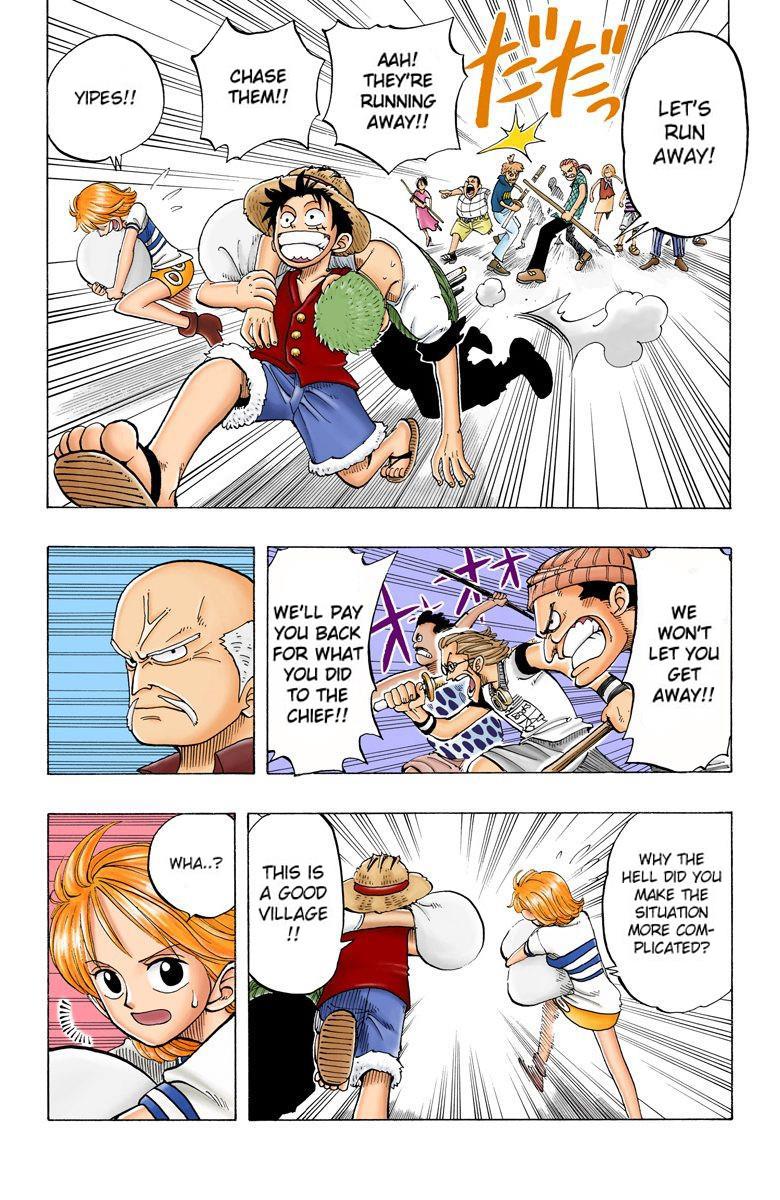 LET'S
RUN
AWAY!
だだっ
AAH!
THEY'RE
RUNNING
AWAY!!
CHASE
THEM!!
YIPES!!
WE
WON'T
LET YOU
GET
AWAY!!
WE'LL PAY
YOU BACK
FOR WHAT
YOU DID
TO THE
CHIEF!!
WHY THE
HELL DID YOU
MAKE THE
SITUATION
MORE COM-
PLICATED?
THIS IS
A GOOD
VILLAGE
!!
WHA..?